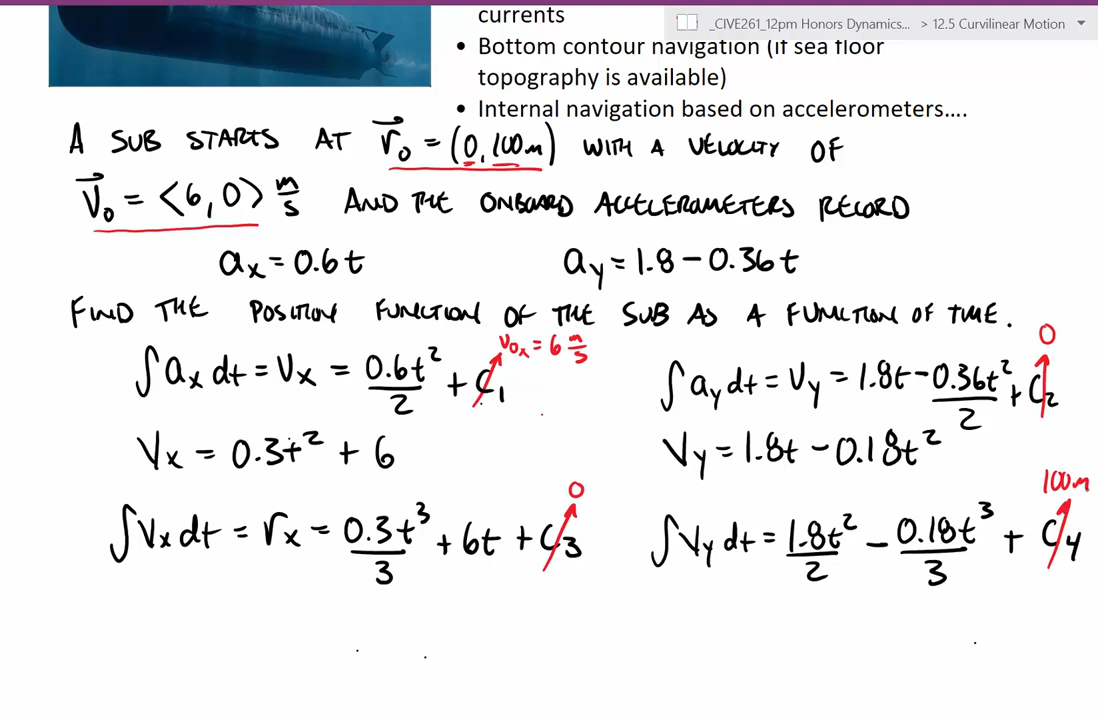 currents
_CIVE261_12pm Honors Dynamics... > 12.5 Curvilinear Motion
• Bottom contour navigation (if sea floor
topography is available)
• Internal navigation based on accelerometers....
A SUB STARTS AT r⃗₀ = (0, 100m) WITH A VELOCITY OF
V⃗₀ = <6, 0> m/s AND THE ONBOARD ACCELEROMETERS RECORD
aₓ = 0.6t a_y = 1.8 − 0.36t
FIND THE POSITION FUNCTION OF THE SUB AS A FUNCTION OF TIME.
∫aₓ dt = Vₓ = 0.6t²/2 + C₁ V₀ₓ = 6 m/s ∫a_y dt = V_y = 1.8t − 0.36t²/2 + C₂ 0
Vₓ = 0.3t² + 6 V_y = 1.8t − 0.18t²
∫Vₓ dt = rₓ = 0.3t³/3 + 6t + C₃ 0 ∫V_y dt = 1.8t²/2 − 0.18t³/3 + C₄ 100m